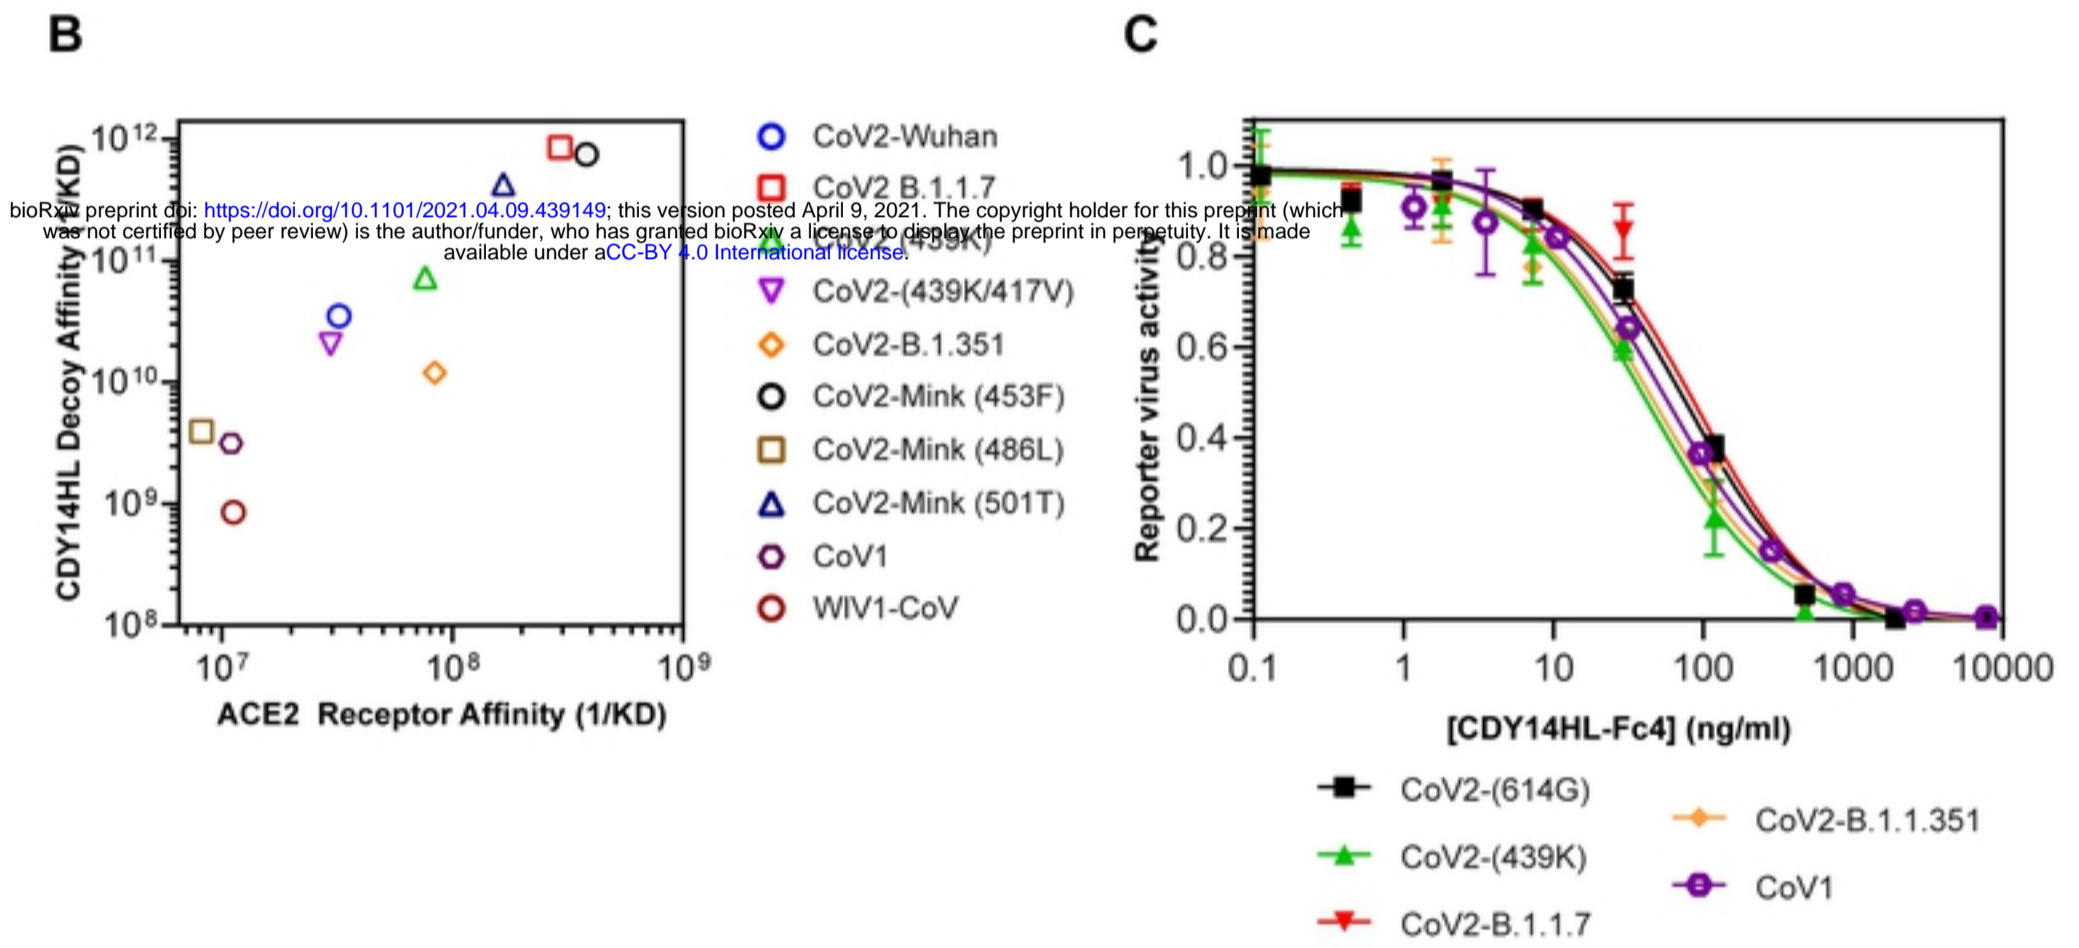 B
CDY14HL Decoy Affinity (1/KD)
10¹²
10¹¹
10¹⁰
10⁹
10⁸
10⁷
10⁸
10⁹
ACE2 Receptor Affinity (1/KD)
CoV2-Wuhan
CoV2 B.1.1.7
CoV2 (439K)
CoV2-(439K/417V)
CoV2-B.1.351
CoV2-Mink (453F)
CoV2-Mink (486L)
CoV2-Mink (501T)
CoV1
WIV1-CoV
bioRxiv preprint doi: https://doi.org/10.1101/2021.04.09.439149; this version posted April 9, 2021. The copyright holder for this preprint (which
was not certified by peer review) is the author/funder, who has granted bioRxiv a license to display the preprint in perpetuity. It is made
available under aCC-BY 4.0 International license.
C
Reporter virus activity
1.0
0.8
0.6
0.4
0.2
0.0
0.1
1
10
100
1000
10000
[CDY14HL-Fc4] (ng/ml)
CoV2-(614G)
CoV2-(439K)
CoV2-B.1.1.7
CoV2-B.1.1.351
CoV1